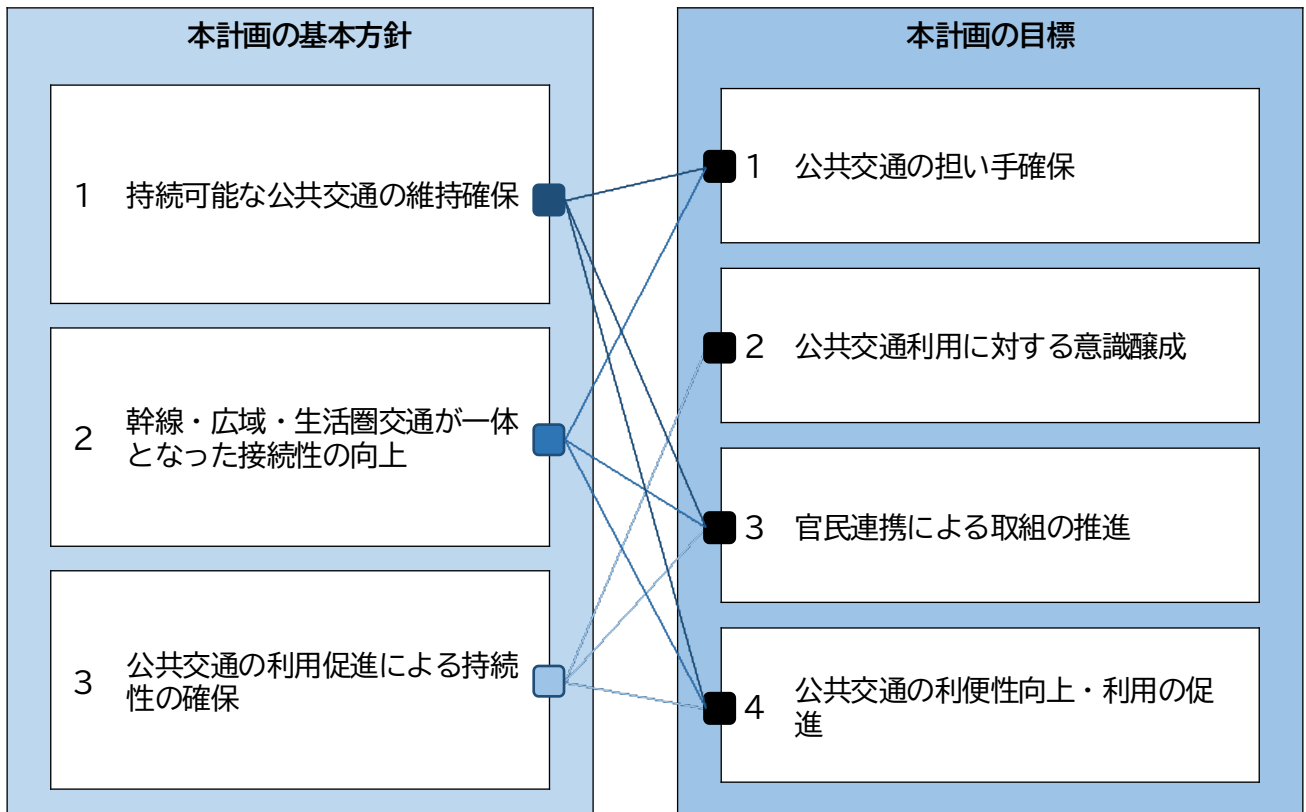 本計画の基本方針
1 持続可能な公共交通の維持確保
2 幹線・広域・生活圏交通が一体
となった接続性の向上
3 公共交通の利用促進による持続
性の確保
本計画の目標
1 公共交通の担い手確保
2 公共交通利用に対する意識醸成
3 官民連携による取組の推進
4 公共交通の利便性向上・利用の促
進